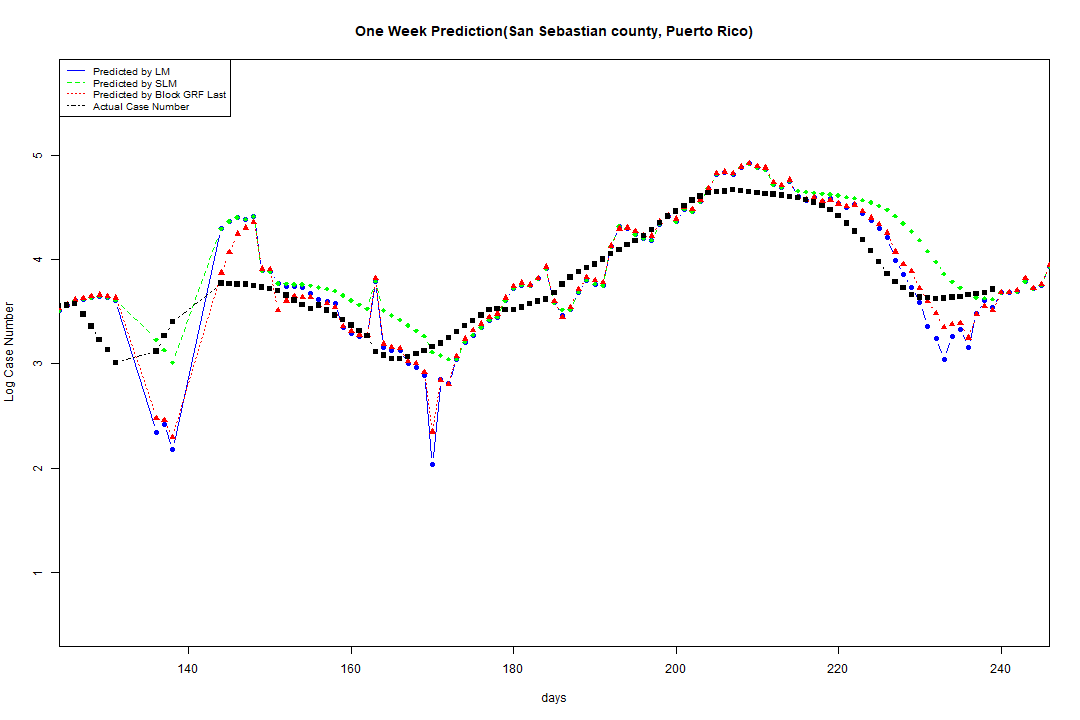 One Week Prediction(San Sebastian county, Puerto Rico)
Predicted by LM
Predicted by SLM
Predicted by Block GRF Last
Actual Case Number
Log Case Number
5
4
3
2
1
140 160 180 200 220 240
days